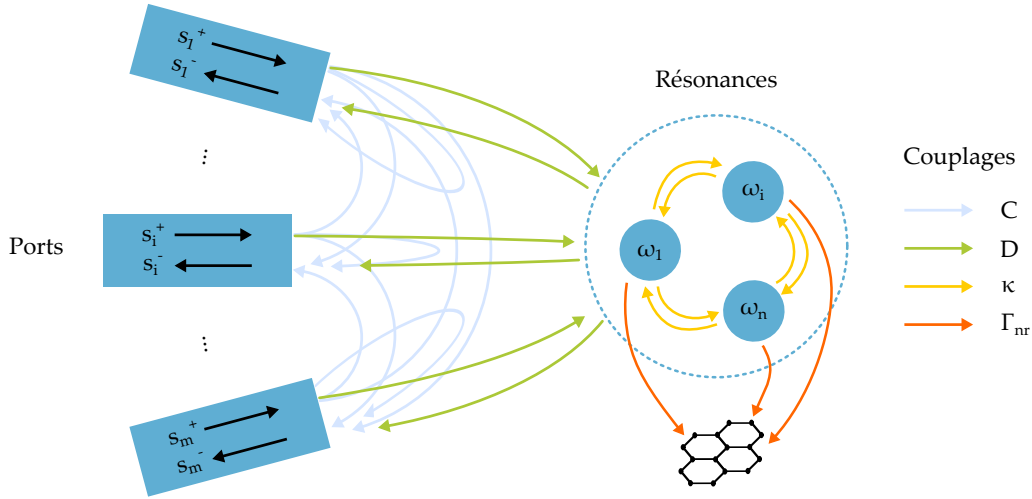 s₁⁺
s₁⁻
...
Ports
sᵢ⁺
sᵢ⁻
...
sₘ⁺
sₘ⁻
Résonances
ωᵢ
ω₁
ωₙ
Couplages
C
D
κ
Γₙᵣ